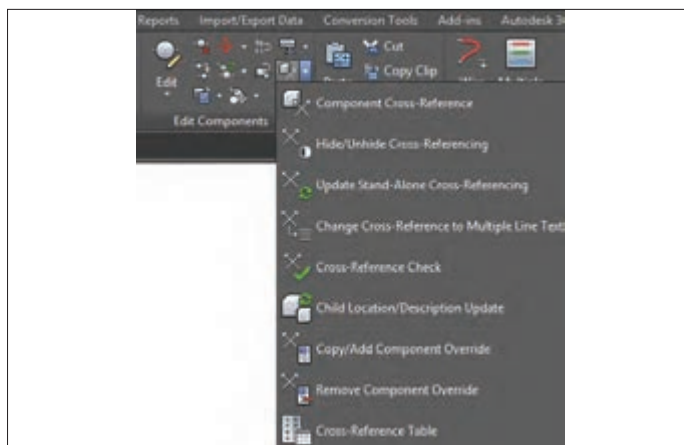 Reports Import/Export Data Conversion Tools Add-ins Autodesk
Cut
Edit Copy Clip
Edit Components
Component Cross-Reference
Hide/Unhide Cross-Referencing
Update Stand-Alone Cross-Referencing
Change Cross-Reference to Multiple Line Text
Cross-Reference Check
Child Location/Description Update
Copy/Add Component Override
Remove Component Override
Cross-Reference Table